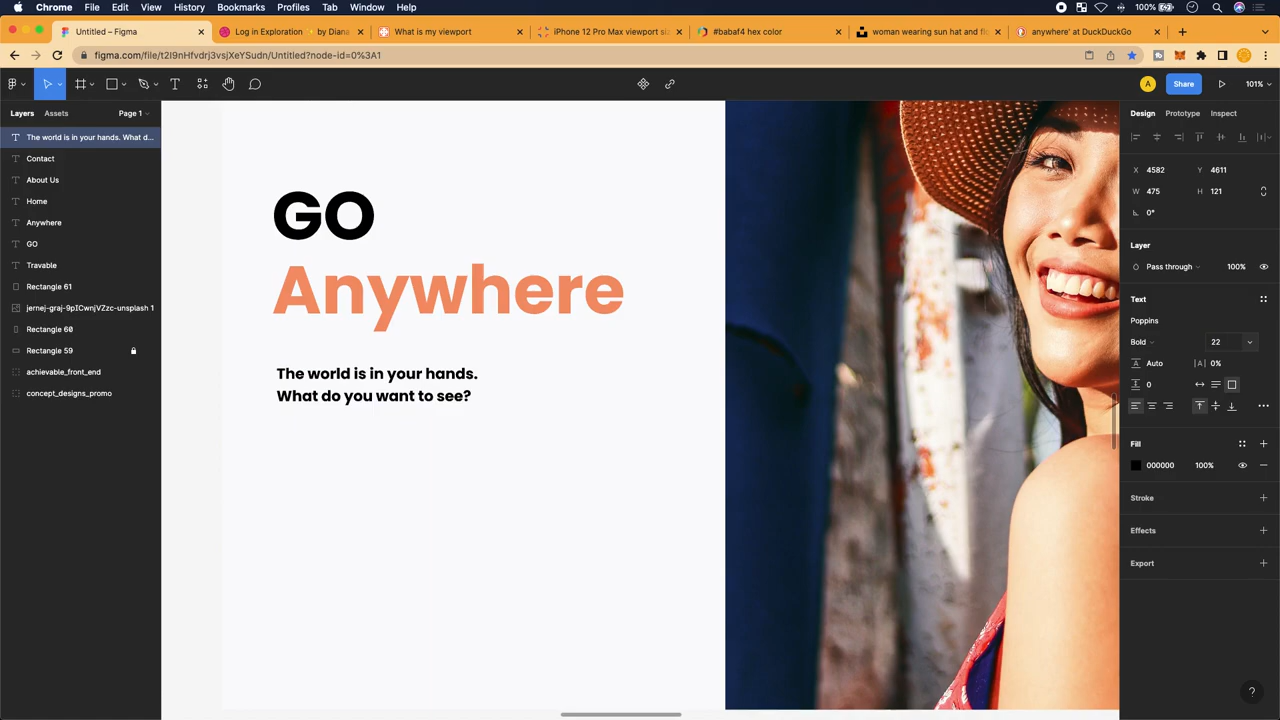 Chrome File Edit View History Bookmarks Profiles Tab Window Help 100%
Untitled – Figma
Log in Exploration ✨ by Diana
What is my viewport
iPhone 12 Pro Max viewport si
#babaf4 hex color
woman wearing sun hat and fl
anywhere' at DuckDuckGo
figma.com/file/t2I9nHfvdrj3vsjXeYSudn/Untitled?node-id=0%3A1
A
Share
101%
Layers Assets Page 1
The world is in your hands. What d...
Contact
About Us
Home
Anywhere
GO
Travable
Rectangle 61
jernej-graj-9pICwnjVZzc-unsplash 1
Rectangle 60
Rectangle 59
achievable_front_end
concept_designs_promo
GO
Anywhere
The world is in your hands.
What do you want to see?
Design Prototype Inspect
X 4582 Y 4611
W 475 H 121
0°
Layer
Pass through 100%
Text
Poppins
Bold 22
Auto |A| 0%
0
Fill
000000 100%
Stroke
Effects
Export
?